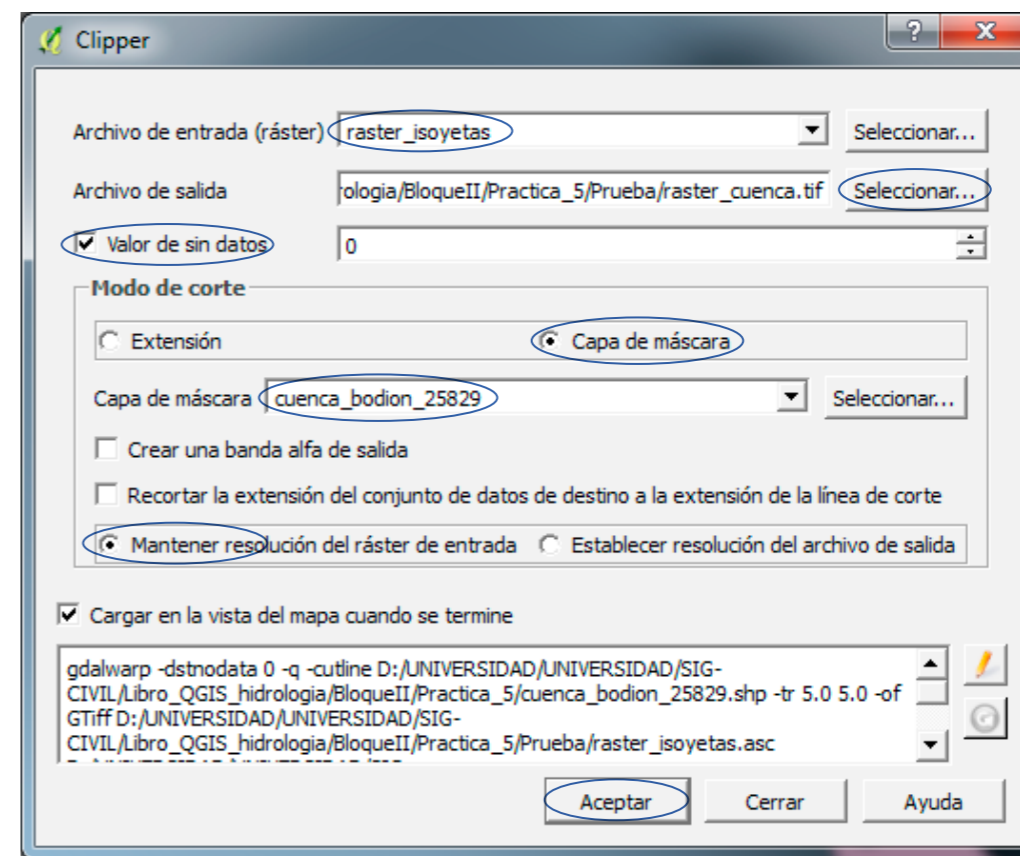 Clipper
Archivo de entrada (ráster) raster_isoyetas Seleccionar...
Archivo de salida rologia/BloqueII/Practica_5/Prueba/raster_cuenca.tif Seleccionar...
Valor de sin datos 0
Modo de corte
Extensión Capa de máscara
Capa de máscara cuenca_bodion_25829 Seleccionar...
Crear una banda alfa de salida
Recortar la extensión del conjunto de datos de destino a la extensión de la línea de corte
Mantener resolución del ráster de entrada Establecer resolución del archivo de salida
Cargar en la vista del mapa cuando se termine
gdalwarp -dstnodata 0 -q -cutline D:/UNIVERSIDAD/UNIVERSIDAD/SIG-
CIVIL/Libro_QGIS_hidrologia/BloqueII/Practica_5/cuenca_bodion_25829.shp -tr 5.0 5.0 -of
GTiff D:/UNIVERSIDAD/UNIVERSIDAD/SIG-
CIVIL/Libro_QGIS_hidrologia/BloqueII/Practica_5/Prueba/raster_isoyetas.asc
Aceptar Cerrar Ayuda